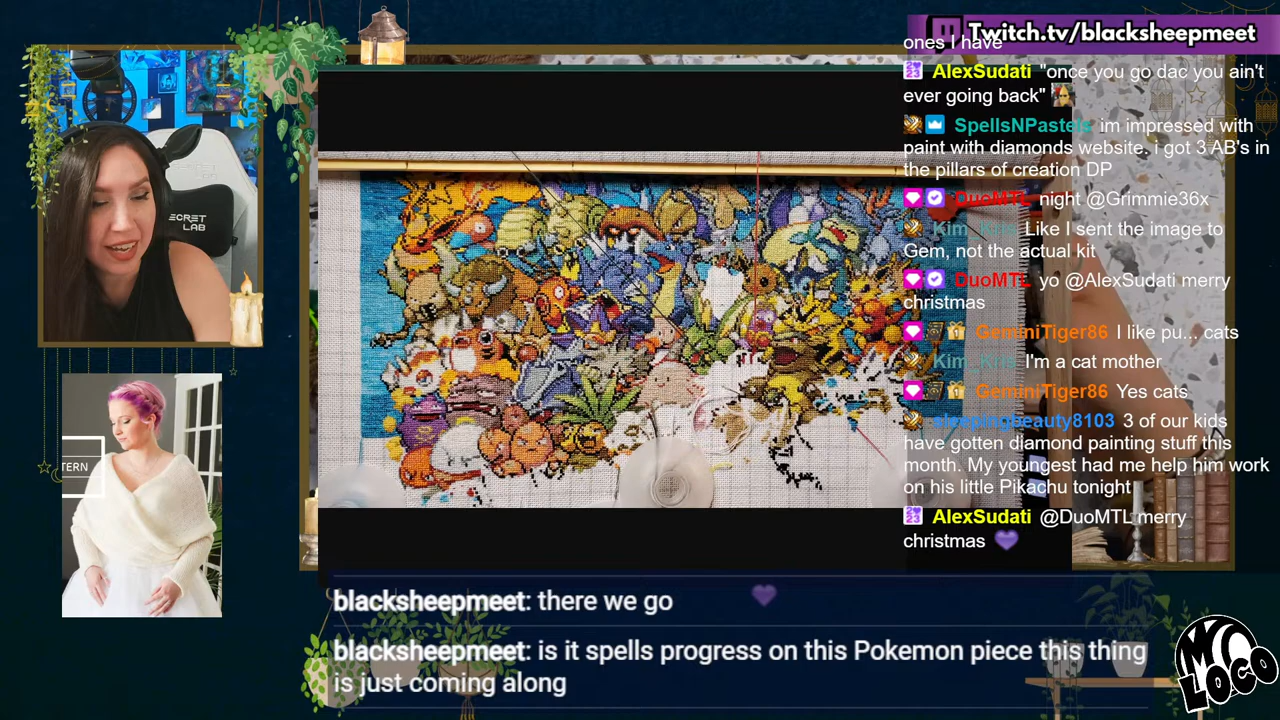 Twitch.tv/blacksheepmeet
ones I have
AlexSudati "once you go dac you ain't
ever going back"
SpellsNPastels im impressed with
paint with diamonds website. i got 3 AB's in
the pillars of creation DP
DuoMTL night @Grimmie36x
Kim_Kris Like I sent the image to
Gem, not the actual kit
DuoMTL yo @AlexSudati merry
christmas
GeminiTiger86 I like pu... cats
Kim_Kris I'm a cat mother
GeminiTiger86 Yes cats
sleepingbeauty8103 3 of our kids
have gotten diamond painting stuff this
month. My youngest had me help him work
on his little Pikachu tonight
AlexSudati @DuoMTL merry
christmas
SECRET
LAB
TERN
blacksheepmeet: there we go
blacksheepmeet: is it spells progress on this Pokemon piece this thing
is just coming along
MC
LOCO